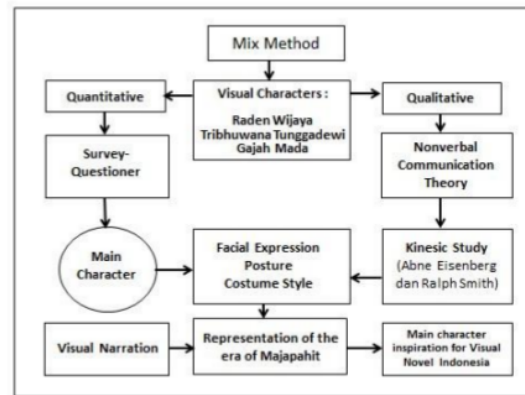 Mix Method
Quantitative
Visual Characters :
Raden Wijaya
Tribhuwana Tunggadewi
Gajah Mada
Qualitative
Survey-
Questioner
Nonverbal
Communication
Theory
Main
Character
Facial Expression
Posture
Costume Style
Kinesic Study
(Abne Eisenberg
dan Ralph Smith)
Visual Narration
Representation of the
era of Majapahit
Main character
inspiration for Visual
Novel Indonesia